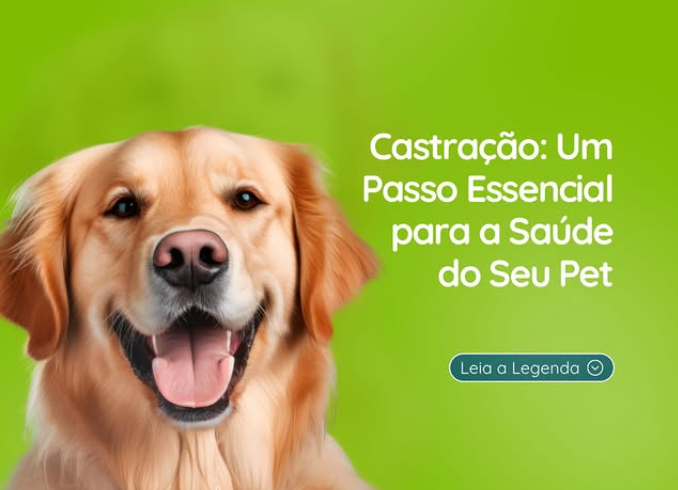 Castração: Um
Passo Essencial
para a Saúde
do Seu Pet
Leia a Legenda